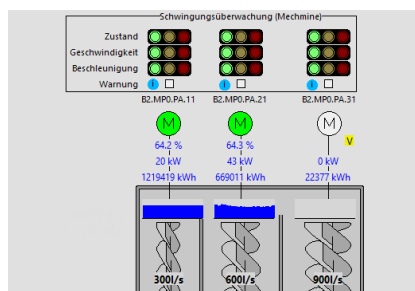 Schwingungsüberwachung (Mechmine)
Zustand
Geschwindigkeit
Beschleunigung
Warnung i i i
B2.MP0.PA.11 B2.MP0.PA.21 B2.MP0.PA.31
M M M
64.2 % 64.3 % V
20 kW 43 kW 0 kW
1219419 kWh 669011 kWh 22377 kWh
300l/s 600l/s 900l/s